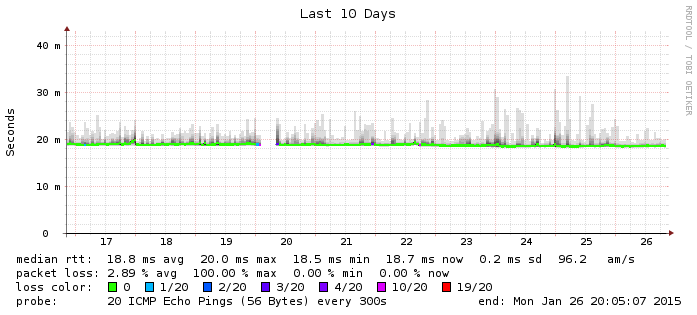 Last 10 Days
RRDTOOL / TOBI OETIKER
Seconds
40 m
30 m
20 m
10 m
0
17 18 19 20 21 22 23 24 25 26
median rtt: 18.8 ms avg 20.0 ms max 18.5 ms min 18.7 ms now 0.2 ms sd 96.2 am/s
packet loss: 2.89 % avg 100.00 % max 0.00 % min 0.00 % now
loss color: 0 1/20 2/20 3/20 4/20 10/20 19/20
probe: 20 ICMP Echo Pings (56 Bytes) every 300s end: Mon Jan 26 20:05:07 2015